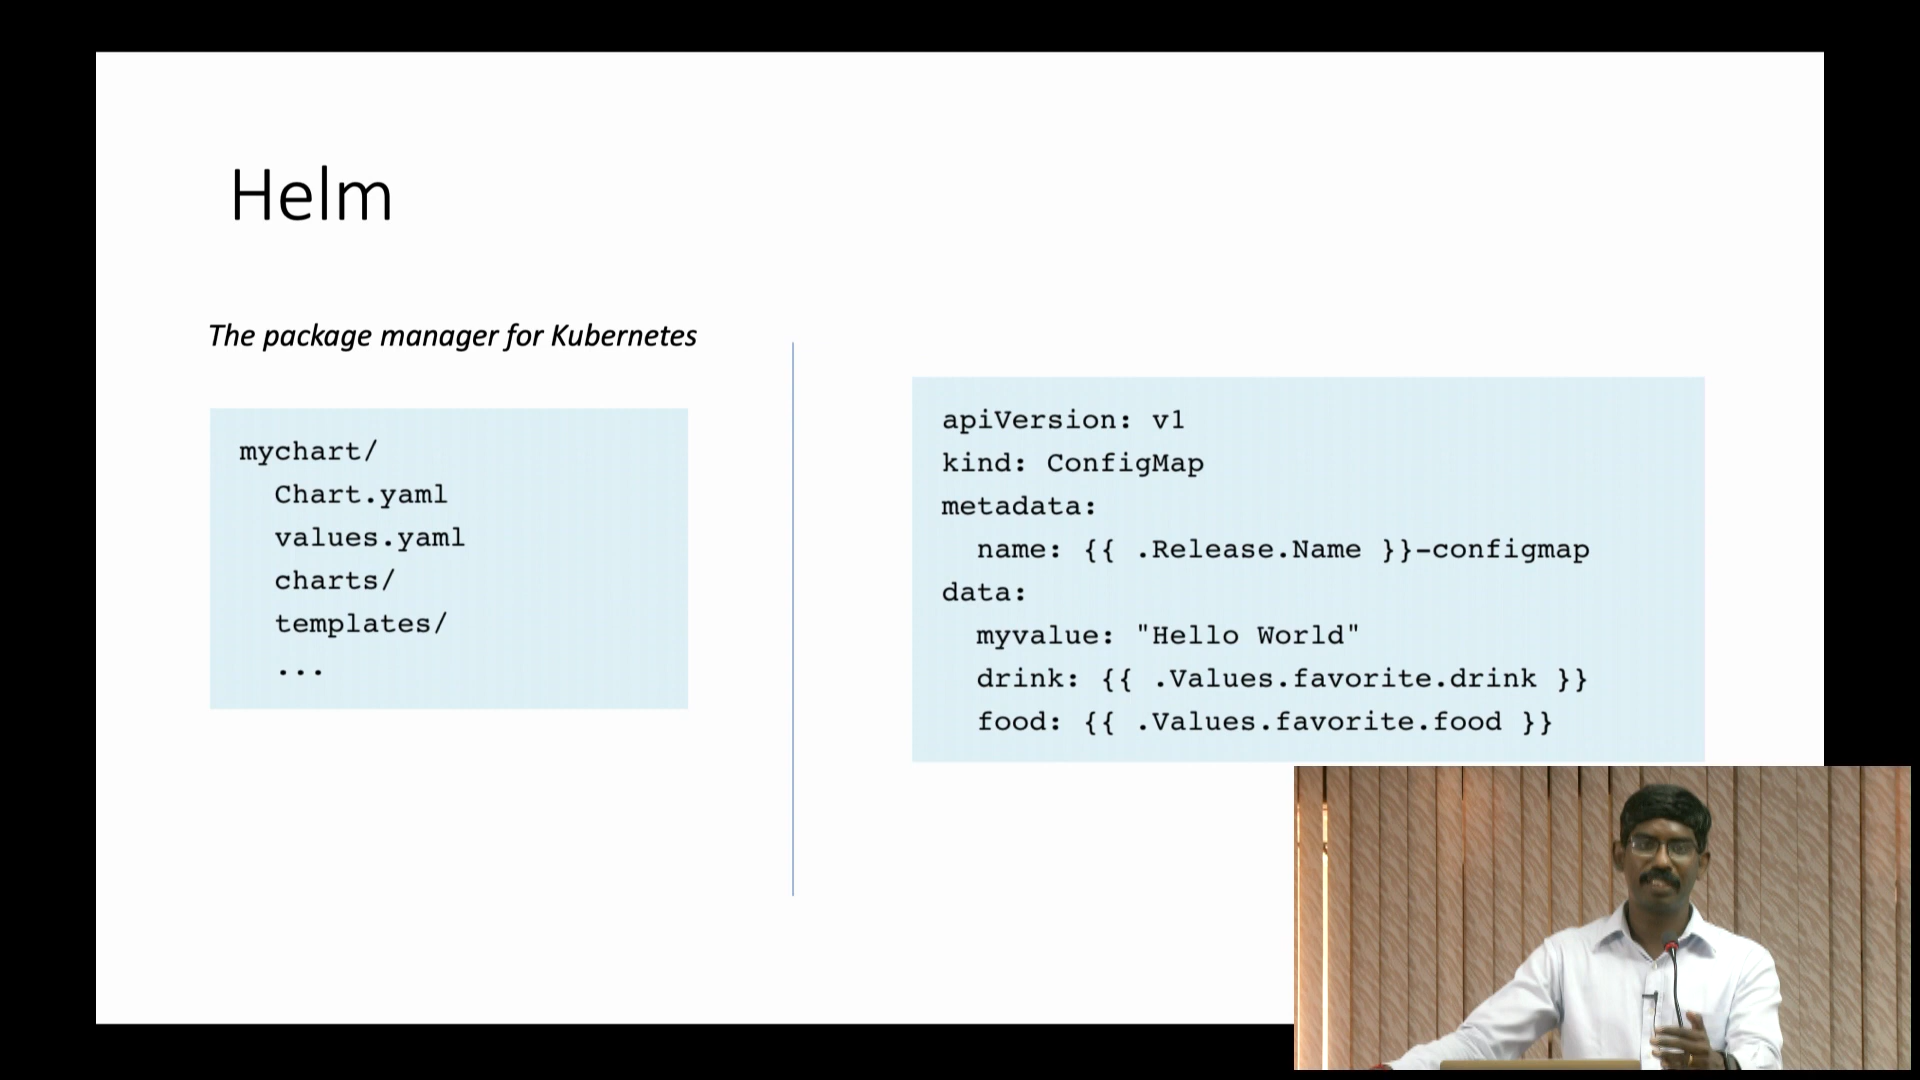 Helm
The package manager for Kubernetes
mychart/
  Chart.yaml
  values.yaml
  charts/
  templates/
  ...
apiVersion: v1
kind: ConfigMap
metadata:
  name: {{ .Release.Name }}-configmap
data:
  myvalue: "Hello World"
  drink: {{ .Values.favorite.drink }}
  food: {{ .Values.favorite.food }}